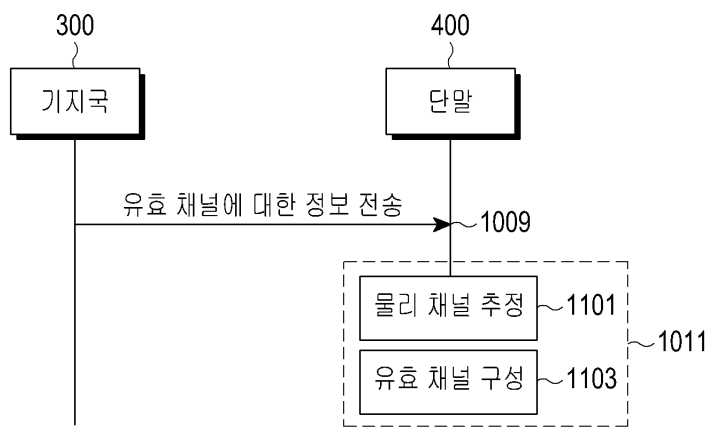 300
400
기지국
단말
유효 채널에 대한 정보 전송
1009
물리 채널 추정
1101
1011
유효 채널 구성
1103